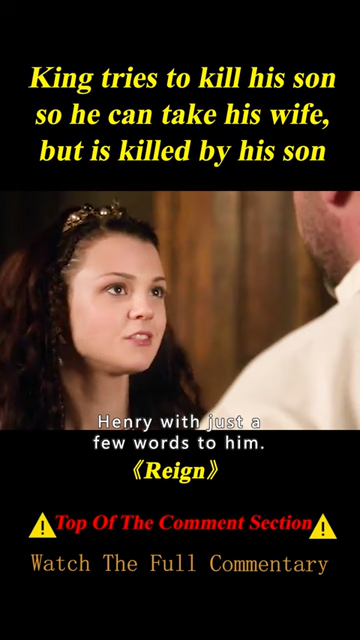 King tries to kill his son
so he can take his wife,
but is killed by his son
Henry with just a
few words to him.
《Reign》
Top Of The Comment Section
Watch The Full Commentary